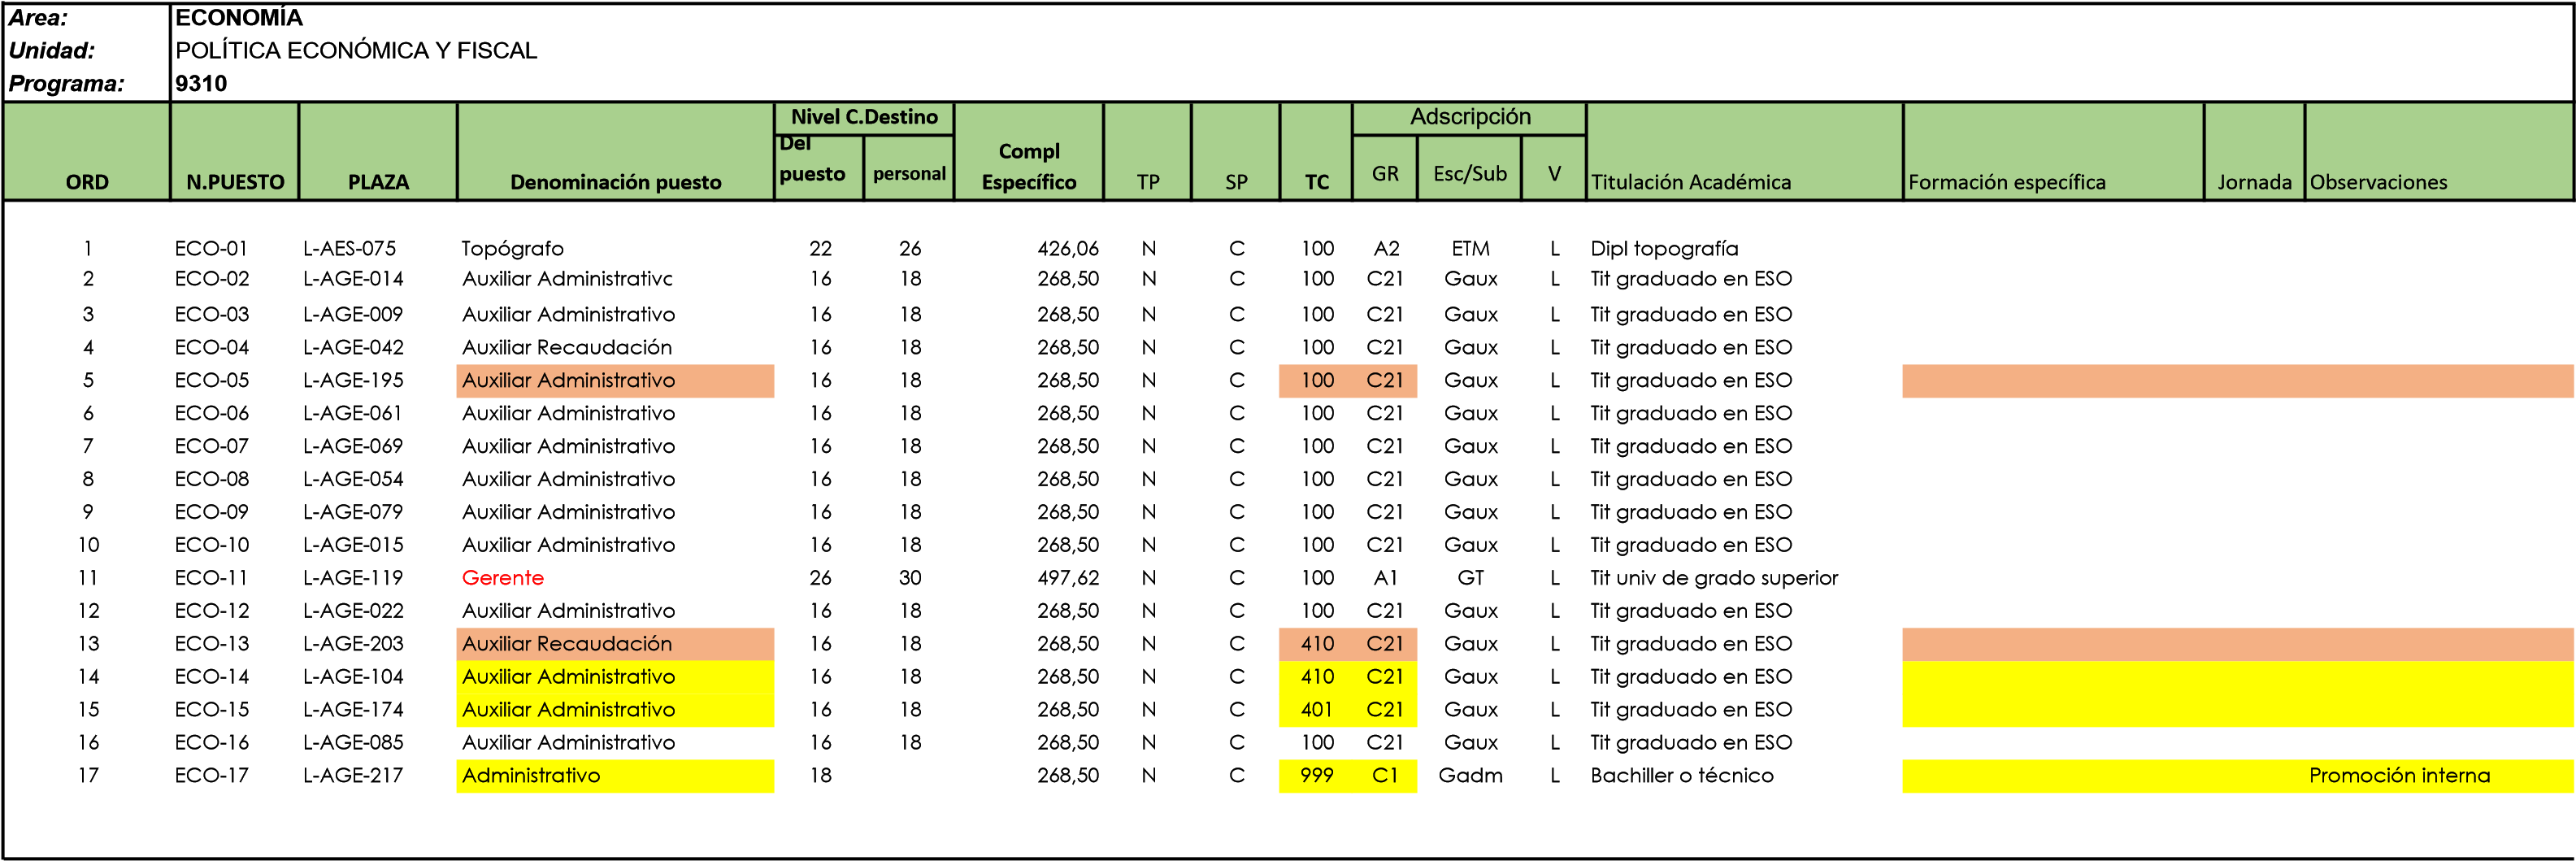 Area: ECONOMÍA
Unidad: POLÍTICA ECONÓMICA Y FISCAL
Programa: 9310
ORD N.PUESTO PLAZA Denominación puesto Nivel C.Destino Del puesto personal Compl Específico TP SP TC Adscripción GR Esc/Sub V Titulación Académica Formación específica Jornada Observaciones
1 ECO-01 L-AES-075 Topógrafo 22 26 426,06 N C 100 A2 ETM L Dipl topografía
2 ECO-02 L-AGE-014 Auxiliar Administrativc 16 18 268,50 N C 100 C21 Gaux L Tit graduado en ESO
3 ECO-03 L-AGE-009 Auxiliar Administrativo 16 18 268,50 N C 100 C21 Gaux L Tit graduado en ESO
4 ECO-04 L-AGE-042 Auxiliar Recaudación 16 18 268,50 N C 100 C21 Gaux L Tit graduado en ESO
5 ECO-05 L-AGE-195 Auxiliar Administrativo 16 18 268,50 N C 100 C21 Gaux L Tit graduado en ESO
6 ECO-06 L-AGE-061 Auxiliar Administrativo 16 18 268,50 N C 100 C21 Gaux L Tit graduado en ESO
7 ECO-07 L-AGE-069 Auxiliar Administrativo 16 18 268,50 N C 100 C21 Gaux L Tit graduado en ESO
8 ECO-08 L-AGE-054 Auxiliar Administrativo 16 18 268,50 N C 100 C21 Gaux L Tit graduado en ESO
9 ECO-09 L-AGE-079 Auxiliar Administrativo 16 18 268,50 N C 100 C21 Gaux L Tit graduado en ESO
10 ECO-10 L-AGE-015 Auxiliar Administrativo 16 18 268,50 N C 100 C21 Gaux L Tit graduado en ESO
11 ECO-11 L-AGE-119 Gerente 26 30 497,62 N C 100 A1 GT L Tit univ de grado superior
12 ECO-12 L-AGE-022 Auxiliar Administrativo 16 18 268,50 N C 100 C21 Gaux L Tit graduado en ESO
13 ECO-13 L-AGE-203 Auxiliar Recaudación 16 18 268,50 N C 410 C21 Gaux L Tit graduado en ESO
14 ECO-14 L-AGE-104 Auxiliar Administrativo 16 18 268,50 N C 410 C21 Gaux L Tit graduado en ESO
15 ECO-15 L-AGE-174 Auxiliar Administrativo 16 18 268,50 N C 401 C21 Gaux L Tit graduado en ESO
16 ECO-16 L-AGE-085 Auxiliar Administrativo 16 18 268,50 N C 100 C21 Gaux L Tit graduado en ESO
17 ECO-17 L-AGE-217 Administrativo 18 268,50 N C 999 C1 Gadm L Bachiller o técnico Promoción interna